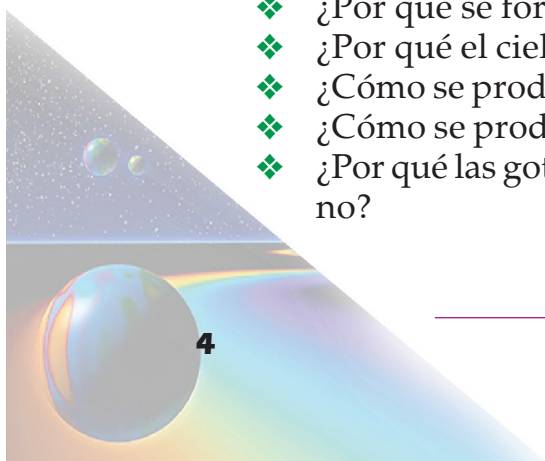 ❖ ¿Por qué se for
❖ ¿Por qué el ciel
❖ ¿Cómo se prod
❖ ¿Cómo se prod
❖ ¿Por qué las got
no?
4